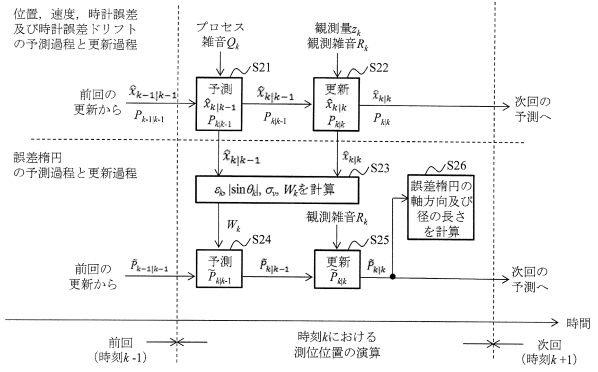 位置，速度，時計誤差
及び時計誤差ドリフト
の予測過程と更新過程
プロセス
雑音Qk
観測量zk
観測雑音Rk
S21
S22
前回の
更新から
x̂k-1|k-1
Pk-1|k-1
予測
x̂k|k-1
Pk|k-1
x̂k|k-1
Pk|k-1
更新
x̂k|k
Pk|k
x̂k|k
Pk|k
次回の
予測へ
誤差楕円
の予測過程と更新過程
x̂k|k-1
x̂k|k
S23
εk, |sinθk|, σv, Wkを計算
S26
誤差楕円の
軸方向及び
径の長さ
を計算
Wk
観測雑音Rk
S24
S25
前回の
更新から
P̃k-1|k-1
予測
P̃k|k-1
P̃k|k-1
更新
P̃k|k
P̃k|k
次回の
予測へ
時間
前回
（時刻k-1）
時刻kにおける
測位位置の演算
次回
（時刻k+1）